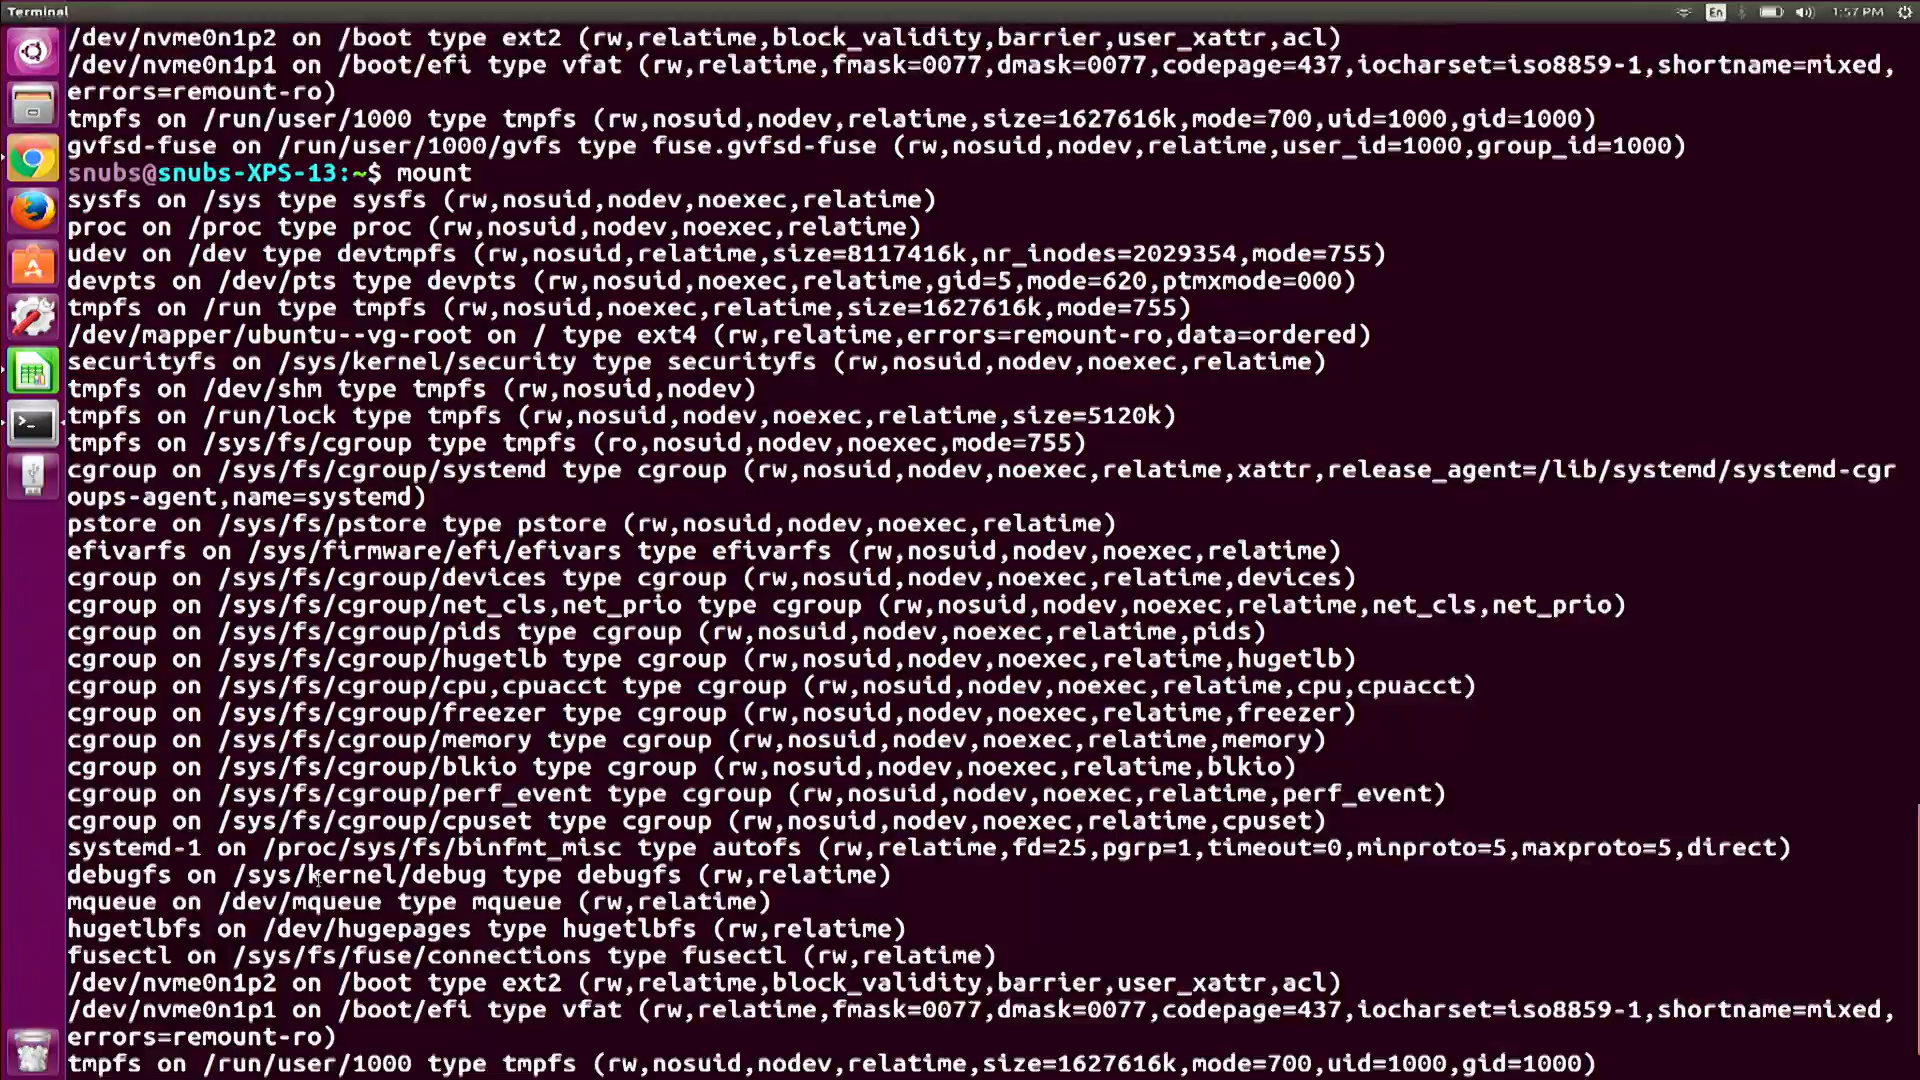 Terminal
En
1:57 PM
/dev/nvme0n1p2 on /boot type ext2 (rw,relatime,block_validity,barrier,user_xattr,acl)
/dev/nvme0n1p1 on /boot/efi type vfat (rw,relatime,fmask=0077,dmask=0077,codepage=437,iocharset=iso8859-1,shortname=mixed,
errors=remount-ro)
tmpfs on /run/user/1000 type tmpfs (rw,nosuid,nodev,relatime,size=1627616k,mode=700,uid=1000,gid=1000)
gvfsd-fuse on /run/user/1000/gvfs type fuse.gvfsd-fuse (rw,nosuid,nodev,relatime,user_id=1000,group_id=1000)
snubs@snubs-XPS-13:~$ mount
sysfs on /sys type sysfs (rw,nosuid,nodev,noexec,relatime)
proc on /proc type proc (rw,nosuid,nodev,noexec,relatime)
udev on /dev type devtmpfs (rw,nosuid,relatime,size=8117416k,nr_inodes=2029354,mode=755)
devpts on /dev/pts type devpts (rw,nosuid,noexec,relatime,gid=5,mode=620,ptmxmode=000)
tmpfs on /run type tmpfs (rw,nosuid,noexec,relatime,size=1627616k,mode=755)
/dev/mapper/ubuntu--vg-root on / type ext4 (rw,relatime,errors=remount-ro,data=ordered)
securityfs on /sys/kernel/security type securityfs (rw,nosuid,nodev,noexec,relatime)
tmpfs on /dev/shm type tmpfs (rw,nosuid,nodev)
tmpfs on /run/lock type tmpfs (rw,nosuid,nodev,noexec,relatime,size=5120k)
tmpfs on /sys/fs/cgroup type tmpfs (ro,nosuid,nodev,noexec,mode=755)
cgroup on /sys/fs/cgroup/systemd type cgroup (rw,nosuid,nodev,noexec,relatime,xattr,release_agent=/lib/systemd/systemd-cgr
oups-agent,name=systemd)
pstore on /sys/fs/pstore type pstore (rw,nosuid,nodev,noexec,relatime)
efivarfs on /sys/firmware/efi/efivars type efivarfs (rw,nosuid,nodev,noexec,relatime)
cgroup on /sys/fs/cgroup/devices type cgroup (rw,nosuid,nodev,noexec,relatime,devices)
cgroup on /sys/fs/cgroup/net_cls,net_prio type cgroup (rw,nosuid,nodev,noexec,relatime,net_cls,net_prio)
cgroup on /sys/fs/cgroup/pids type cgroup (rw,nosuid,nodev,noexec,relatime,pids)
cgroup on /sys/fs/cgroup/hugetlb type cgroup (rw,nosuid,nodev,noexec,relatime,hugetlb)
cgroup on /sys/fs/cgroup/cpu,cpuacct type cgroup (rw,nosuid,nodev,noexec,relatime,cpu,cpuacct)
cgroup on /sys/fs/cgroup/freezer type cgroup (rw,nosuid,nodev,noexec,relatime,freezer)
cgroup on /sys/fs/cgroup/memory type cgroup (rw,nosuid,nodev,noexec,relatime,memory)
cgroup on /sys/fs/cgroup/blkio type cgroup (rw,nosuid,nodev,noexec,relatime,blkio)
cgroup on /sys/fs/cgroup/perf_event type cgroup (rw,nosuid,nodev,noexec,relatime,perf_event)
cgroup on /sys/fs/cgroup/cpuset type cgroup (rw,nosuid,nodev,noexec,relatime,cpuset)
systemd-1 on /proc/sys/fs/binfmt_misc type autofs (rw,relatime,fd=25,pgrp=1,timeout=0,minproto=5,maxproto=5,direct)
debugfs on /sys/kernel/debug type debugfs (rw,relatime)
mqueue on /dev/mqueue type mqueue (rw,relatime)
hugetlbfs on /dev/hugepages type hugetlbfs (rw,relatime)
fusectl on /sys/fs/fuse/connections type fusectl (rw,relatime)
/dev/nvme0n1p2 on /boot type ext2 (rw,relatime,block_validity,barrier,user_xattr,acl)
/dev/nvme0n1p1 on /boot/efi type vfat (rw,relatime,fmask=0077,dmask=0077,codepage=437,iocharset=iso8859-1,shortname=mixed,
errors=remount-ro)
tmpfs on /run/user/1000 type tmpfs (rw,nosuid,nodev,relatime,size=1627616k,mode=700,uid=1000,gid=1000)